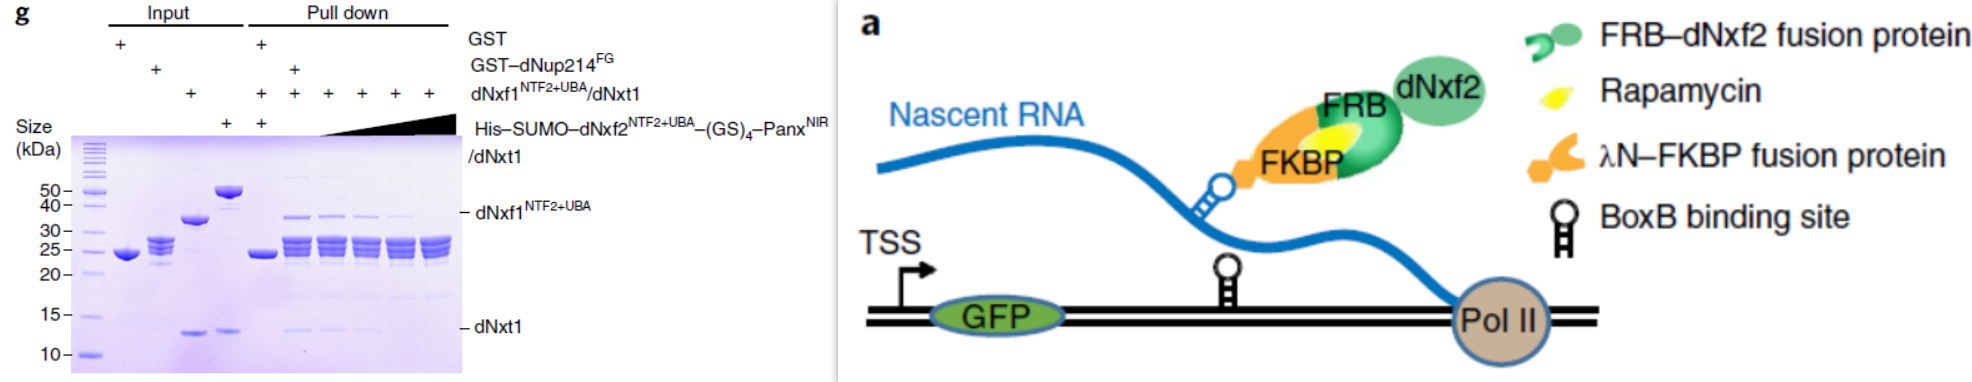 g
Input Pull down
+ + GST
+ + GST–dNup214FG
+ + + + + + + dNxf1NTF2+UBA/dNxt1
+ + His–SUMO–dNxf2NTF2+UBA–(GS)4–PanxNIR
/dNxt1
Size
(kDa)
50
40
30
25
20
15
10
dNxf1NTF2+UBA
dNxt1
a
Nascent RNA
FRB
dNxf2
FKBP
TSS
GFP
Pol II
FRB–dNxf2 fusion protein
Rapamycin
λN–FKBP fusion protein
BoxB binding site